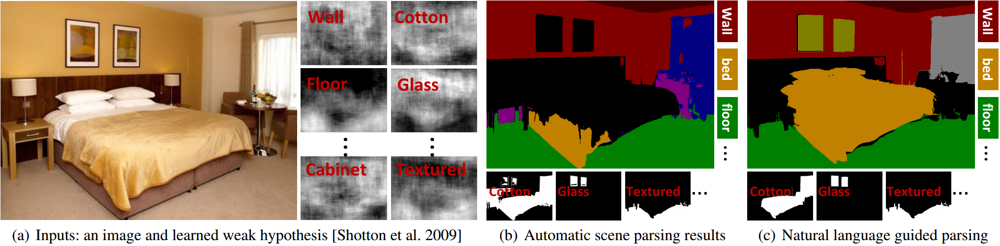 Wall
Cotton
Floor
Glass
Cabinet
Textured
(a) Inputs: an image and learned weak hypothesis [Shotton et al. 2009]
Wall
bed
floor
...
Cotton
Glass
Textured
...
(b) Automatic scene parsing results
Wall
bed
floor
...
Cotton
Glass
Textured
...
(c) Natural language guided parsing